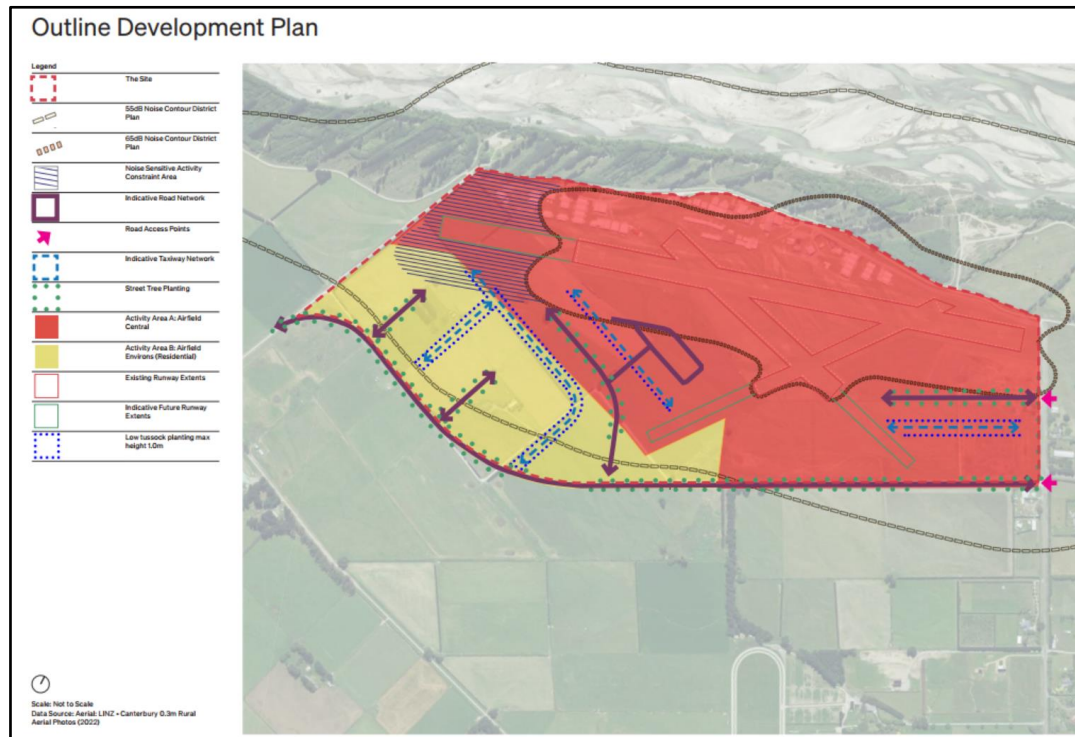 Outline Development Plan
Legend
The Site
55dB Noise Contour District
Plan
65dB Noise Contour District
Plan
Noise Sensitive Activity
Constraint Area
Indicative Road Network
Road Access Points
Indicative Taxiway Network
Street Tree Planting
Activity Area A: Airfield
Central
Activity Area B: Airfield
Environs (Residential)
Existing Runway Extents
Indicative Future Runway
Extents
Low tussock planting max
height 1.0m
Scale: Not to Scale
Data Source: Aerial: LINZ - Canterbury 0.3m Rural
Aerial Photos (2022)